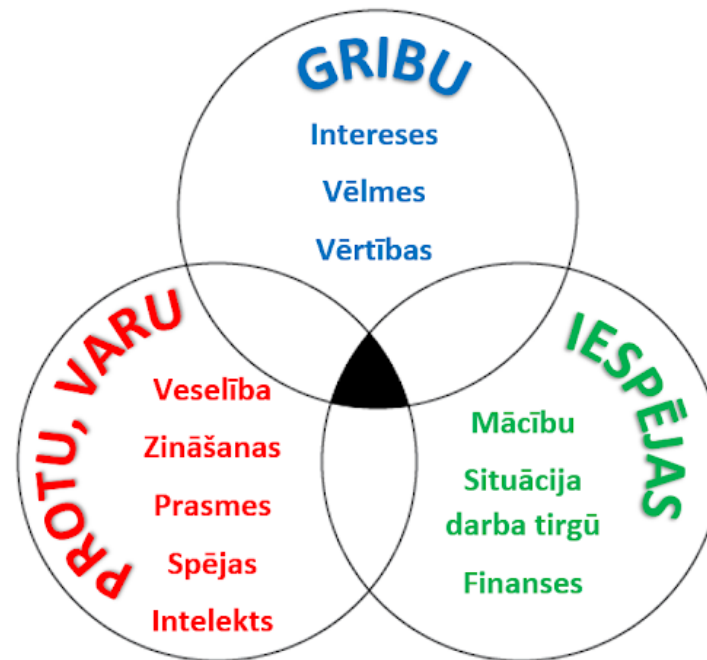 GRIBU
Intereses
Vēlmes
Vērtības
PROTU, VARU
Veselība
Zināšanas
Prasmes
Spējas
Intelekts
IESPĒJAS
Mācību
Situācija
darba tirgū
Finanses